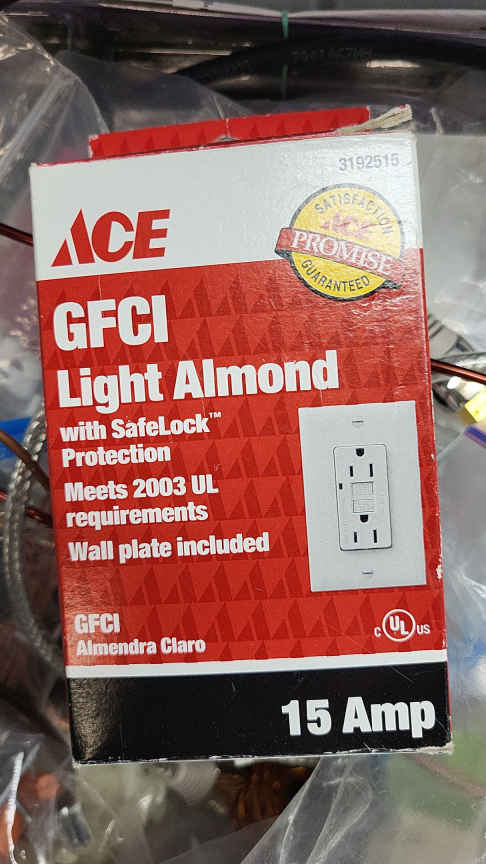 3192515
ACE
SATISFACTION
ACE
PROMISE
GUARANTEED
GFCI
Light Almond
with SafeLock™
Protection
Meets 2003 UL
requirements
Wall plate included
GFCI
Almendra Claro
C UL US
15 Amp